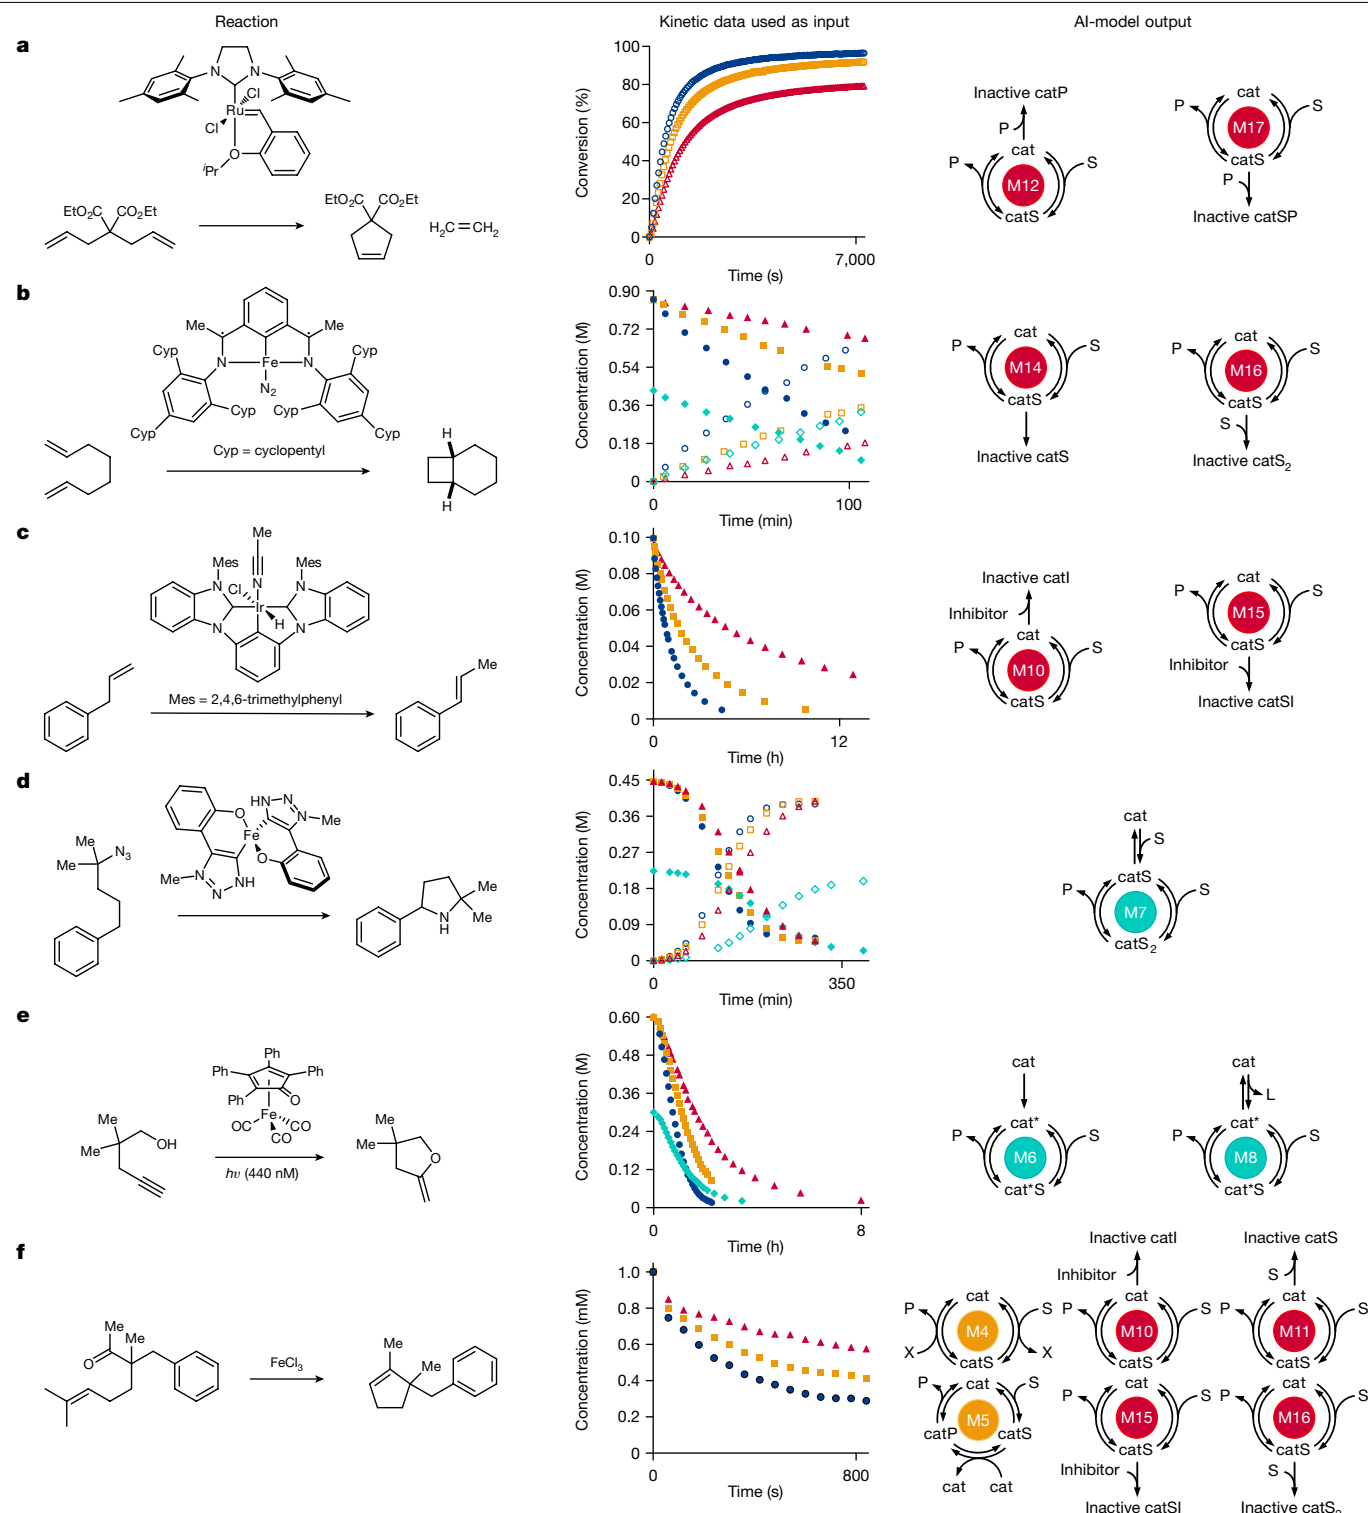 Reaction
Kinetic data used as input
AI-model output
a
N N
Cl
Ru
Cl
O
iPr
EtO2C CO2Et
EtO2C CO2Et
H2C=CH2
Conversion (%)
100
80
60
40
20
0
0 7,000
Time (s)
Inactive catP
P
cat
P S
M12
catS
cat
P S
M17
catS
P
Inactive catSP
b
Me Me
Cyp Cyp
N Fe N
N2
Cyp Cyp
Cyp Cyp
Cyp = cyclopentyl
H
H
Concentration (M)
0.90
0.72
0.54
0.36
0.18
0
0 100
Time (min)
cat
P S
M14
catS
Inactive catS
cat
P S
M16
catS
S
Inactive catS2
c
Me
Mes N Mes
Cl
N N
Ir
H
N N
Mes = 2,4,6-trimethylphenyl
Me
Concentration (M)
0.10
0.08
0.06
0.04
0.02
0
0 12
Time (h)
Inactive catI
Inhibitor
cat
P S
M10
catS
cat
P S
M15
catS
Inhibitor
Inactive catSI
d
HN N
O N Me
Fe
O
Me N NH
N
Me N3
Me
Me
N Me
H
Concentration (M)
0.45
0.36
0.27
0.18
0.09
0
0 350
Time (min)
cat
S
catS
P S
M7
catS2
e
Ph
Ph Ph
Ph O
Fe
OC CO
CO
Me OH
Me
hν (440 nM)
Me
Me
O
Concentration (M)
0.60
0.48
0.36
0.24
0.12
0
0 8
Time (h)
cat
cat*
P S
M6
cat*S
cat
L
cat*
P S
M8
cat*S
f
Me Me
O
FeCl3
Me
Me
Concentration (mM)
1.0
0.8
0.6
0.4
0.2
0
0 800
Time (s)
cat
P S
M4
X X
catS
cat
P S
M5
catP catS
cat cat
Inactive catI
Inhibitor
cat
P S
M10
catS
Inactive catS
S
cat
P S
M11
catS
cat
P S
M15
catS
Inhibitor
Inactive catSI
cat
P S
M16
catS
S
Inactive catS2